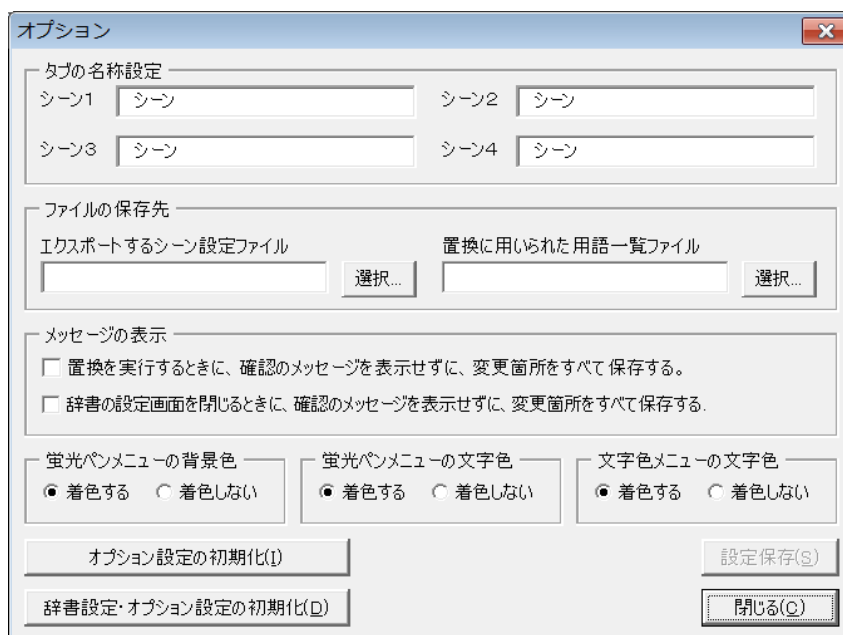 オプション
タブの名称設定
シーン1 シーン シーン2 シーン
シーン3 シーン シーン4 シーン
ファイルの保存先
エクスポートするシーン設定ファイル 置換に用いられた用語一覧ファイル
選択... 選択...
メッセージの表示
置換を実行するときに、確認のメッセージを表示せずに、変更箇所をすべて保存する。
辞書の設定画面を閉じるときに、確認のメッセージを表示せずに、変更箇所をすべて保存する.
蛍光ペンメニューの背景色 蛍光ペンメニューの文字色 文字色メニューの文字色
着色する 着色しない 着色する 着色しない 着色する 着色しない
オプション設定の初期化(I) 設定保存(S)
辞書設定・オプション設定の初期化(D) 閉じる(C)